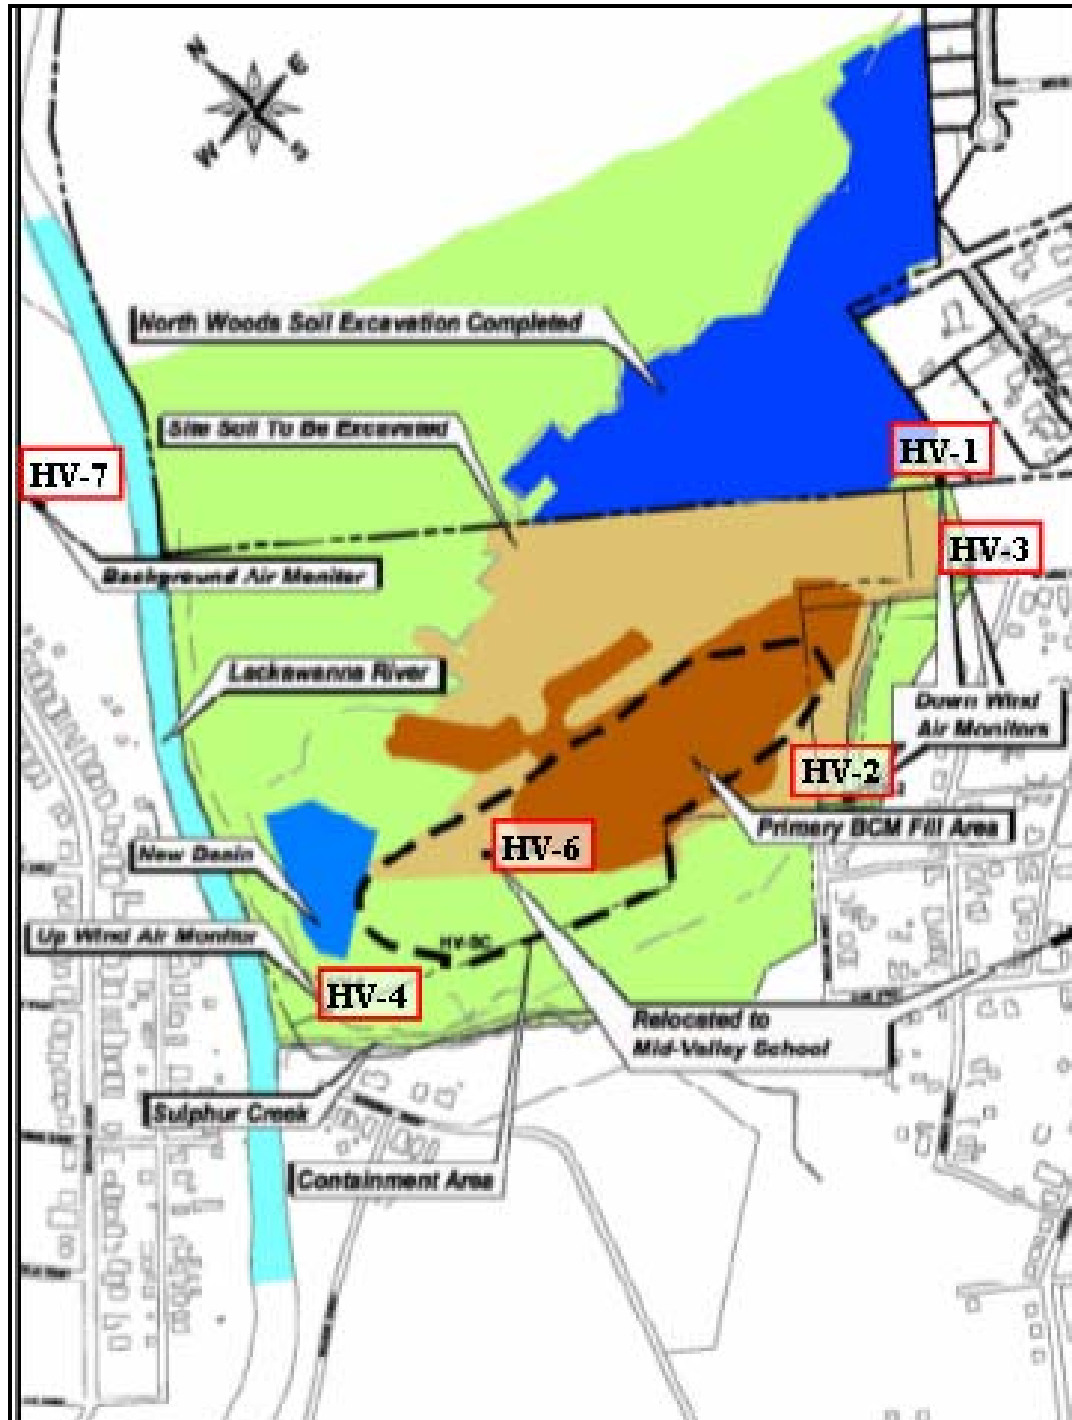 N
E
W
S
North Woods Soil Excavation Completed
Site Soil To Be Excavated
HV-1
HV-7
HV-3
Background Air Monitor
Lackawanna River
Down Wind
Air Monitors
HV-2
Primary BCM Fill Area
HV-6
New Basin
Up Wind Air Monitor
HV-4
Relocated to
Mid-Valley School
Sulphur Creek
Containment Area